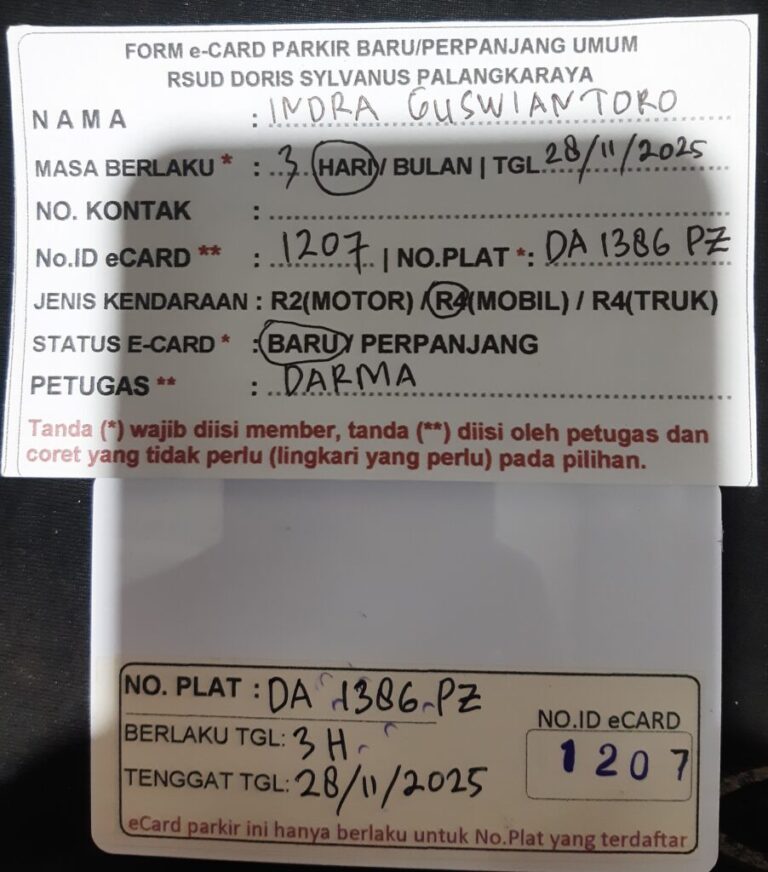 FORM e-CARD PARKIR BARU/PERPANJANG UMUM
RSUD DORIS SYLVANUS PALANGKARAYA
NAMA : INDRA GUSWIANTORO
MASA BERLAKU * : 3 HARI / BULAN | TGL 28/11/2025
NO. KONTAK :
No.ID eCARD ** : 1207 | NO.PLAT *: DA 1386 PZ
JENIS KENDARAAN : R2(MOTOR) / R4(MOBIL) / R4(TRUK)
STATUS E-CARD * : BARU / PERPANJANG
PETUGAS ** : DARMA
Tanda (*) wajib diisi member, tanda (**) diisi oleh petugas dan
coret yang tidak perlu (lingkari yang perlu) pada pilihan.
NO. PLAT : DA 1386 PZ
BERLAKU TGL: 3 H
TENGGAT TGL: 28/11/2025
NO.ID eCARD
1207
eCard parkir ini hanya berlaku untuk No.Plat yang terdaftar